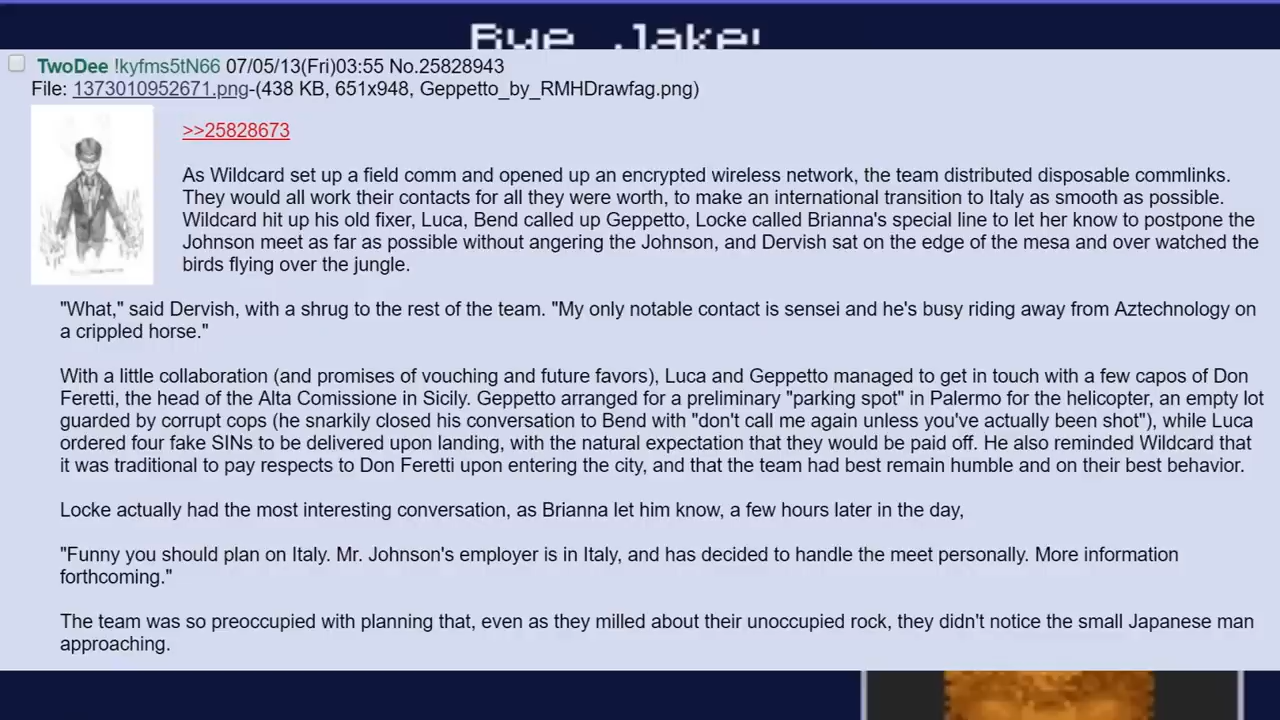 Bye Jake!
TwoDee !kyfms5tN66 07/05/13(Fri)03:55 No.25828943
File: 1373010952671.png-(438 KB, 651x948, Geppetto_by_RMHDrawfag.png)
>>25828673
As Wildcard set up a field comm and opened up an encrypted wireless network, the team distributed disposable commlinks.
They would all work their contacts for all they were worth, to make an international transition to Italy as smooth as possible.
Wildcard hit up his old fixer, Luca, Bend called up Geppetto, Locke called Brianna's special line to let her know to postpone the
Johnson meet as far as possible without angering the Johnson, and Dervish sat on the edge of the mesa and over watched the
birds flying over the jungle.
"What," said Dervish, with a shrug to the rest of the team. "My only notable contact is sensei and he's busy riding away from Aztechnology on
a crippled horse."
With a little collaboration (and promises of vouching and future favors), Luca and Geppetto managed to get in touch with a few capos of Don
Feretti, the head of the Alta Comissione in Sicily. Geppetto arranged for a preliminary "parking spot" in Palermo for the helicopter, an empty lot
guarded by corrupt cops (he snarkily closed his conversation to Bend with "don't call me again unless you've actually been shot"), while Luca
ordered four fake SINs to be delivered upon landing, with the natural expectation that they would be paid off. He also reminded Wildcard that
it was traditional to pay respects to Don Feretti upon entering the city, and that the team had best remain humble and on their best behavior.
Locke actually had the most interesting conversation, as Brianna let him know, a few hours later in the day,
"Funny you should plan on Italy. Mr. Johnson's employer is in Italy, and has decided to handle the meet personally. More information
forthcoming."
The team was so preoccupied with planning that, even as they milled about their unoccupied rock, they didn't notice the small Japanese man
approaching.